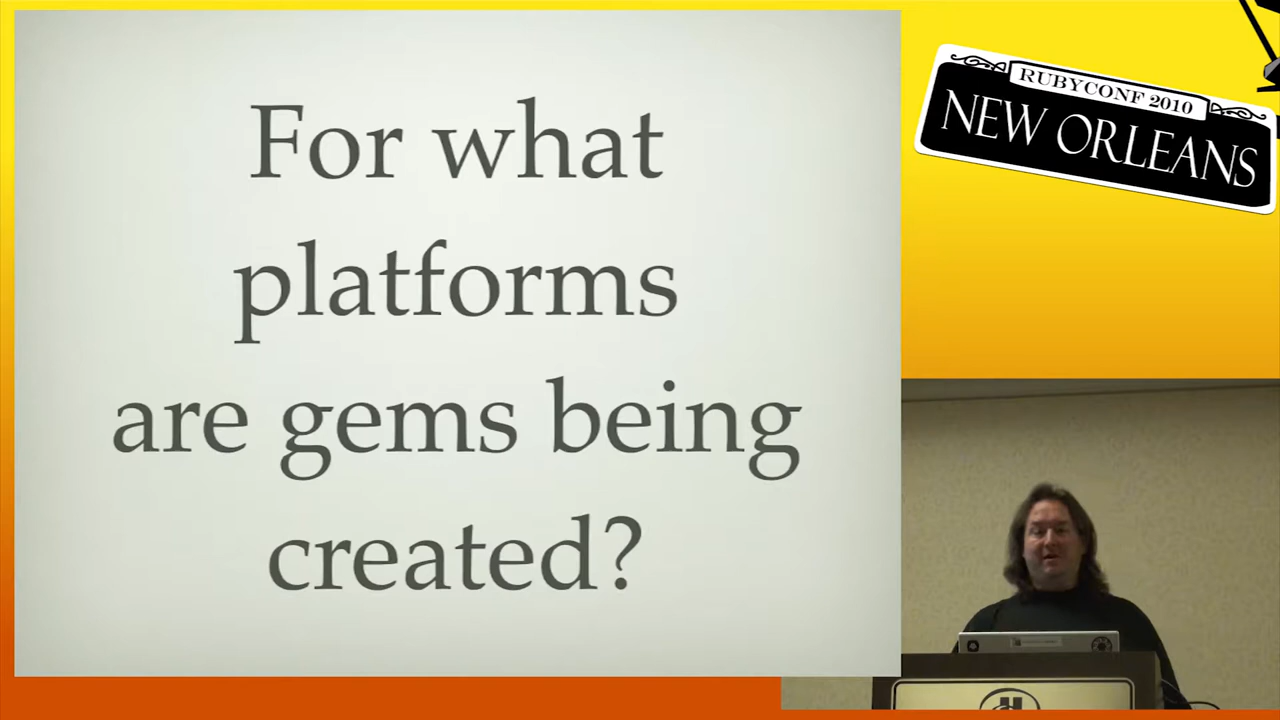 For what
platforms
are gems being
created?
RUBYCONF 2010
NEW ORLEANS